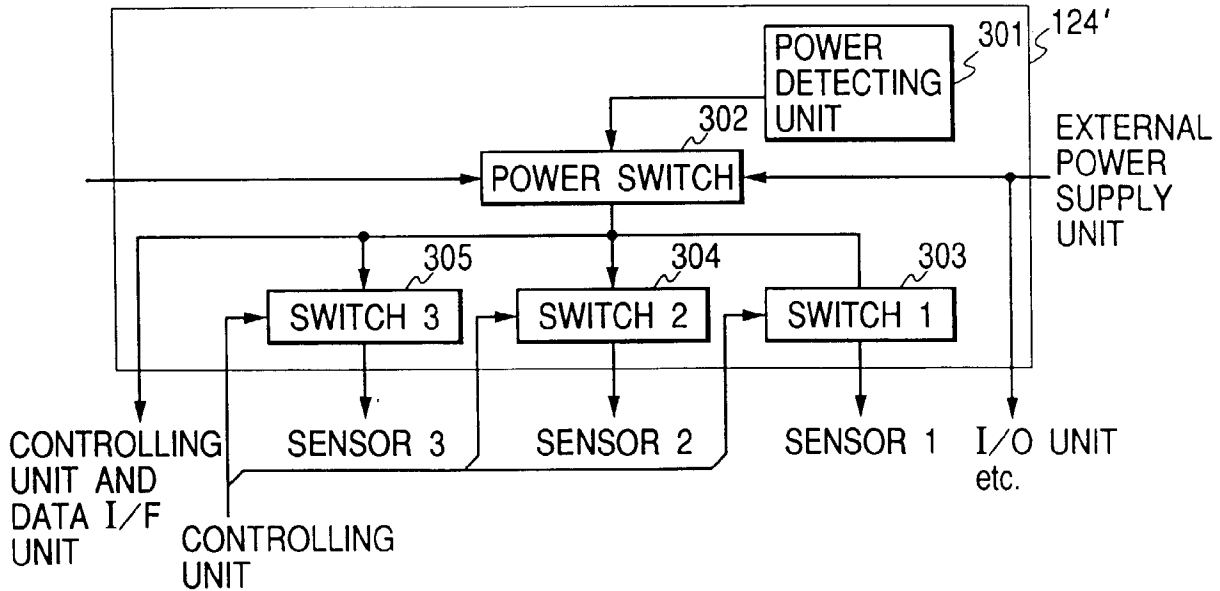 POWER
DETECTING
UNIT
301
124'
302
POWER SWITCH
EXTERNAL
POWER
SUPPLY
UNIT
305
304
303
SWITCH 3
SWITCH 2
SWITCH 1
CONTROLLING
UNIT AND
DATA I/F
UNIT
SENSOR 3
SENSOR 2
SENSOR 1
I/O UNIT
etc.
CONTROLLING
UNIT